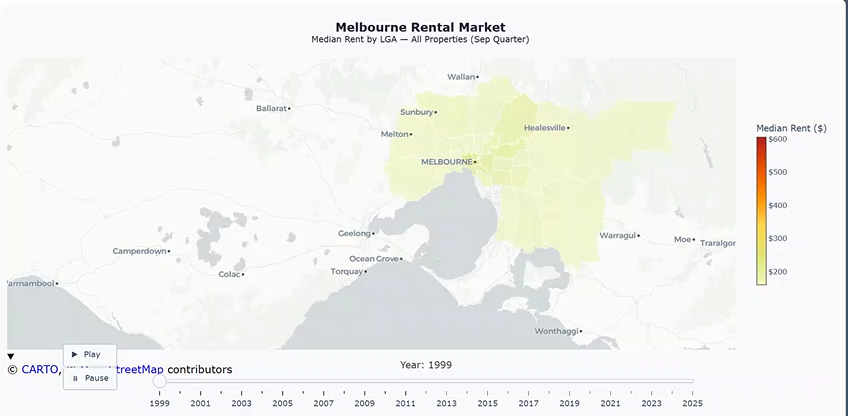 Melbourne Rental Market
Median Rent by LGA — All Properties (Sep Quarter)
Wallan
Ballarat
Sunbury
Healesville
Melton
MELBOURNE
Geelong
Warragul
Moe
Traralgon
Camperdown
Ocean Grove
Colac
Torquay
arrnambool
Wonthaggi
Median Rent ($)
$600
$500
$400
$300
$200
▶ Play
⏸ Pause
© CARTO, streetMap contributors
Year: 1999
1999 2001 2003 2005 2007 2009 2011 2013 2015 2017 2019 2021 2023 2025